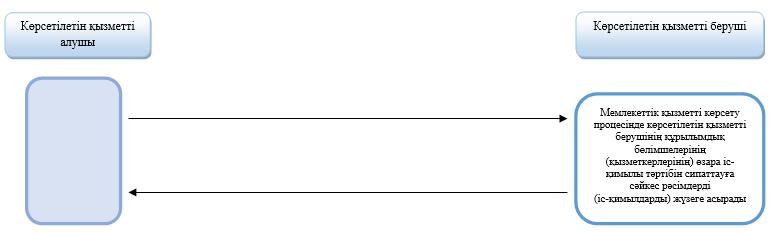 Көрсетілетін қызметті
алушы
Көрсетілетін қызметті беруші
Мемлекеттік қызметті көрсету
процесінде көрсетілетін қызметті
берушінің құрылымдық
бөлімшелерінің
(қызметкерлерінің) өзара іс-
қимылы тәртібін сипаттауға
сәйкес рәсімдерді
(іс-қимылдарды) жүзеге асырады